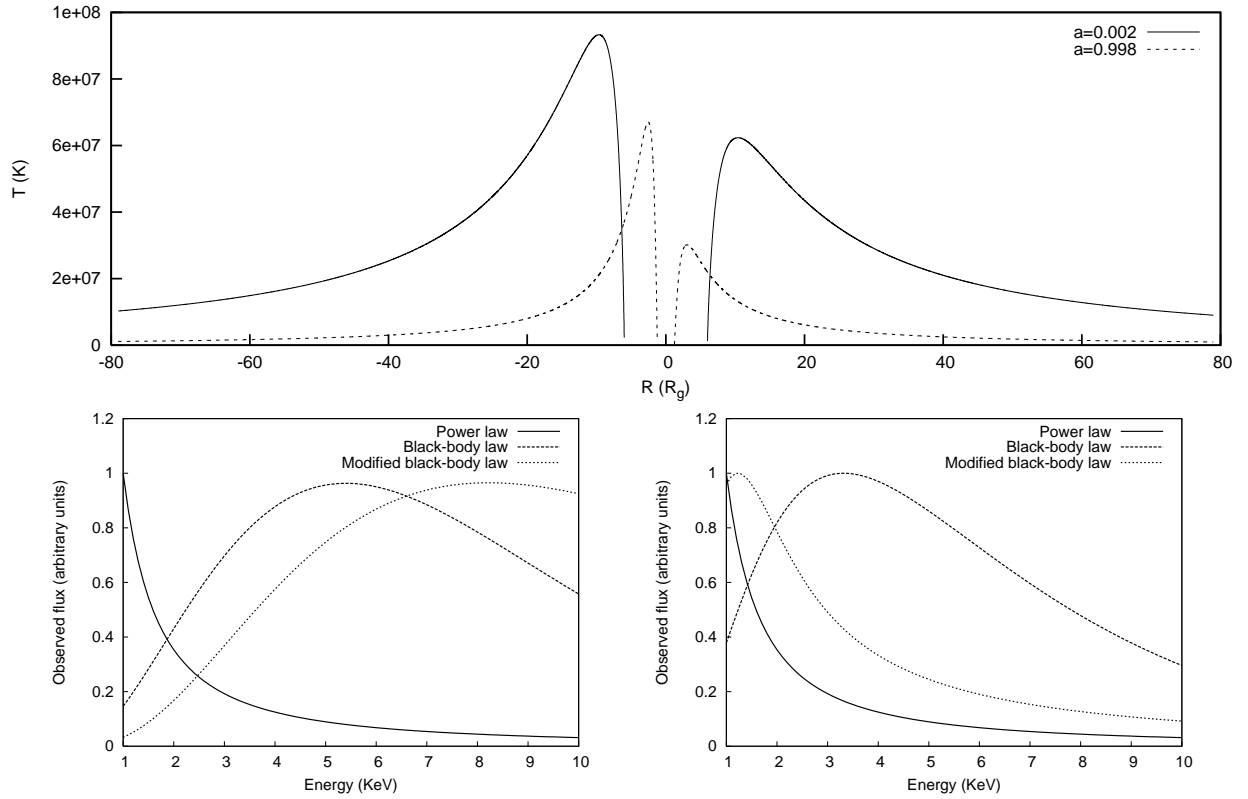 1e+08
8e+07
6e+07
4e+07
2e+07
0
T (K)
-80 -60 -40 -20 0 20 40 60 80
R (Rg)
a=0.002
a=0.998
1.2
1
0.8
0.6
0.4
0.2
0
Observed flux (arbitrary units)
Power law
Black-body law
Modified black-body law
1 2 3 4 5 6 7 8 9 10
Energy (KeV)
1.2
1
0.8
0.6
0.4
0.2
0
Observed flux (arbitrary units)
Power law
Black-body law
Modified black-body law
1 2 3 4 5 6 7 8 9 10
Energy (KeV)